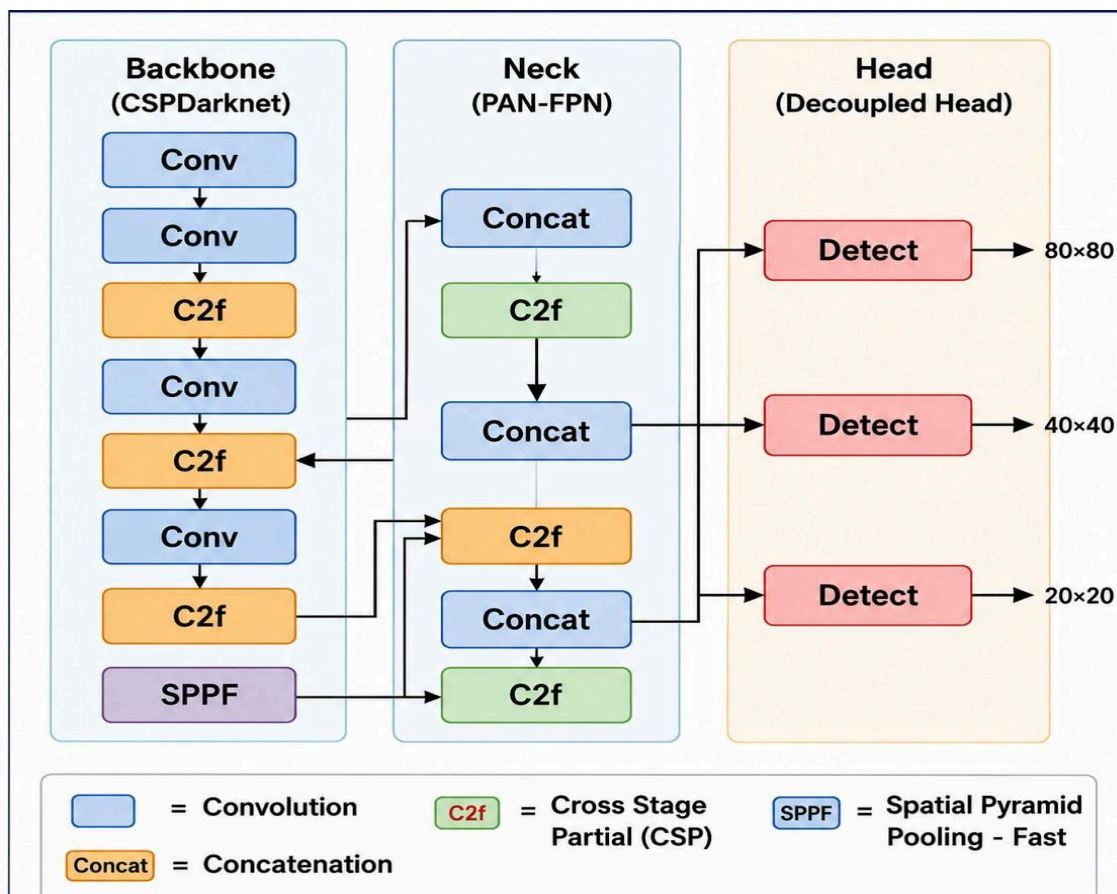 Backbone
(CSPDarknet)
Conv
Conv
C2f
Conv
C2f
Conv
C2f
SPPF
Neck
(PAN-FPN)
Concat
C2f
Concat
C2f
Concat
C2f
Head
(Decoupled Head)
Detect
80×80
Detect
40×40
Detect
20×20
= Convolution
Concat = Concatenation
C2f = Cross Stage
Partial (CSP)
SPPF = Spatial Pyramid
Pooling - Fast